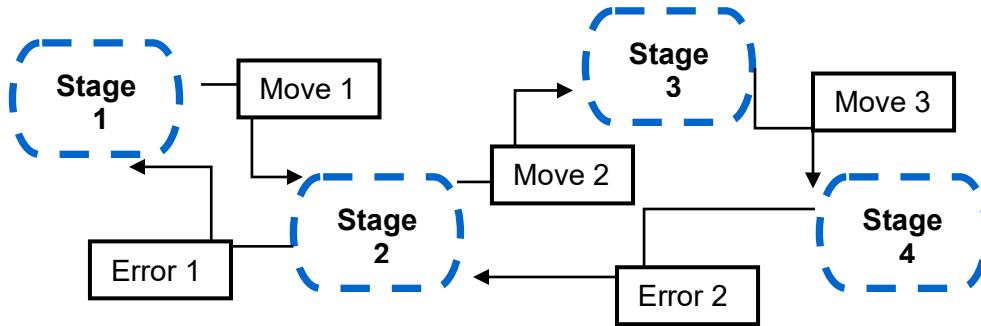 Stage
1
Move 1
Stage
3
Move 3
Move 2
Stage
2
Stage
4
Error 1
Error 2